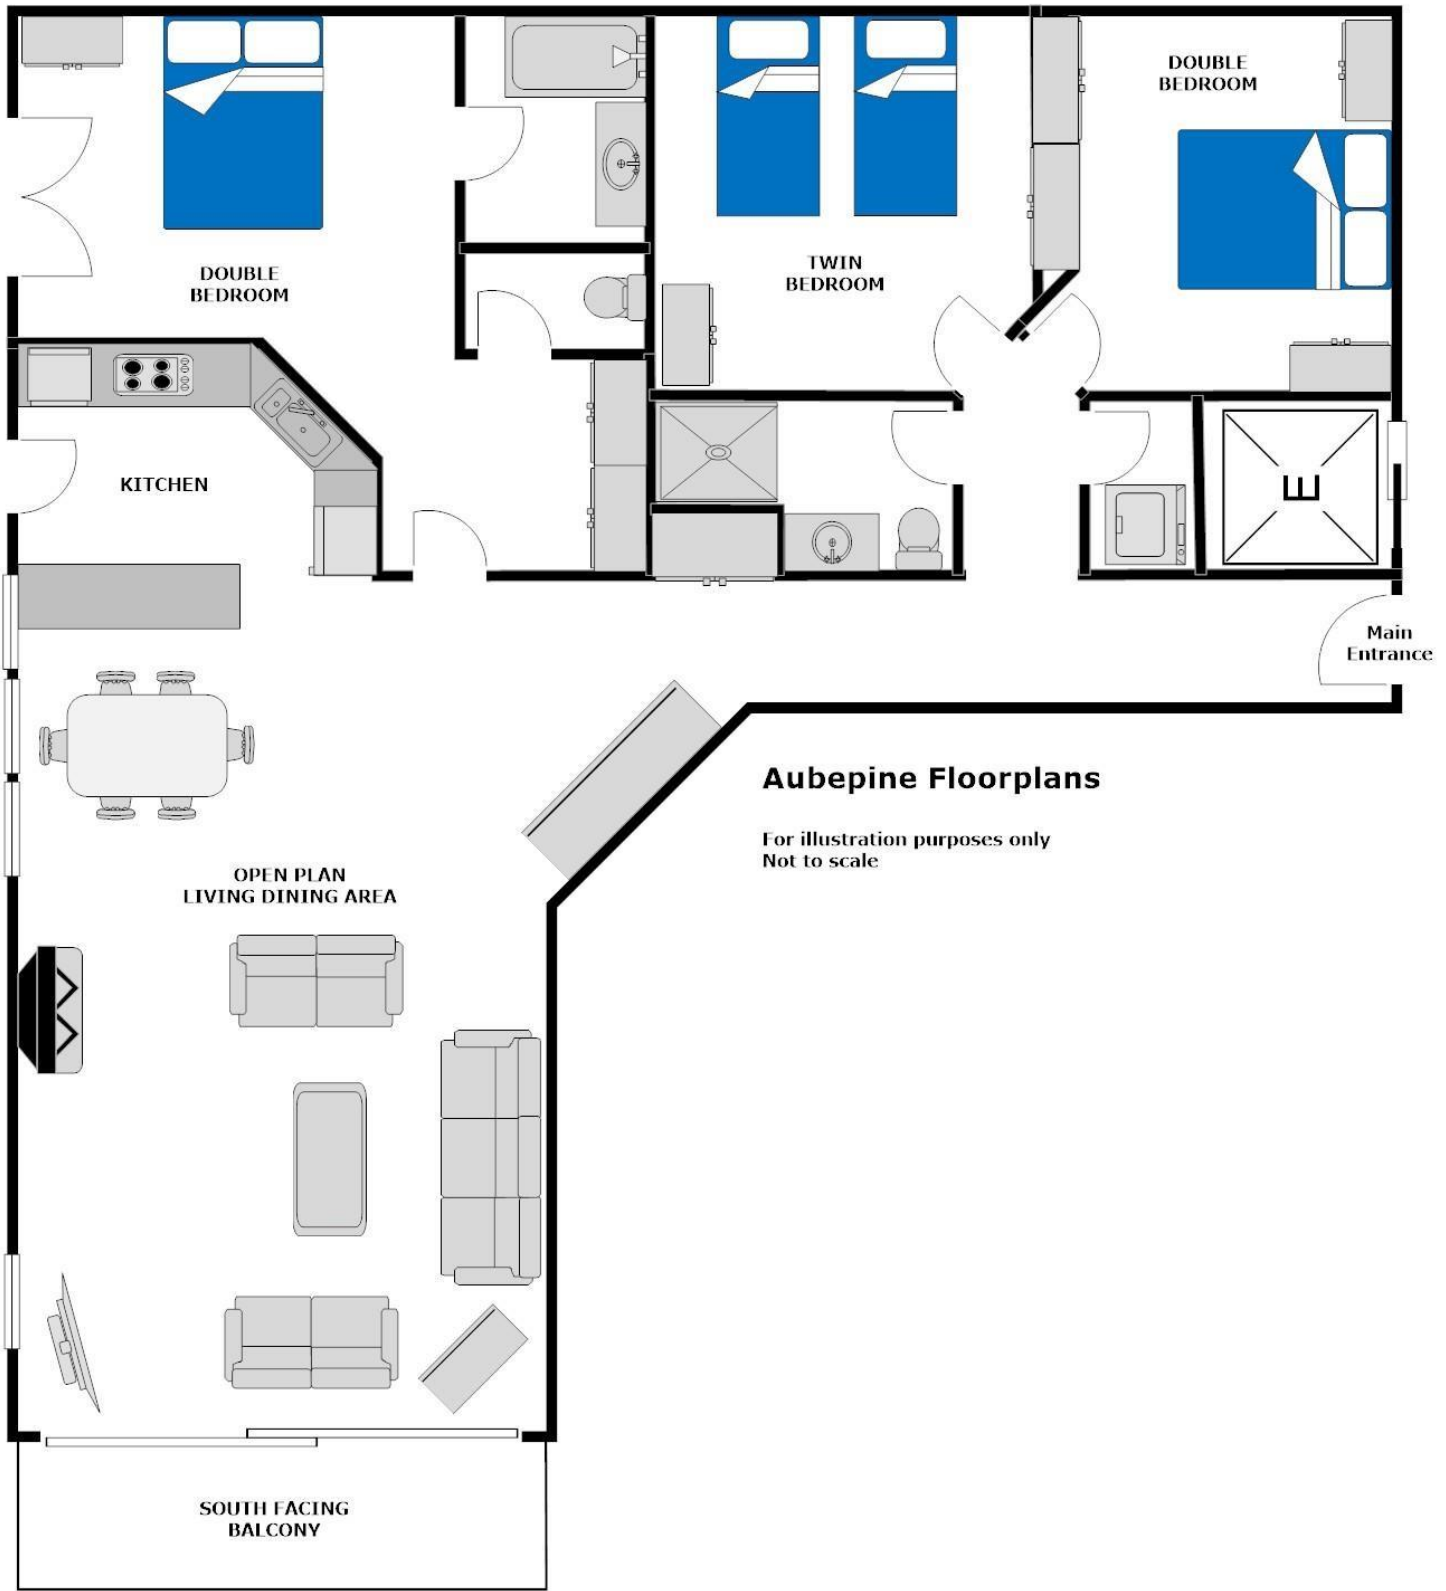 DOUBLE
BEDROOM
DOUBLE
BEDROOM
TWIN
BEDROOM
KITCHEN
E
Main
Entrance
Aubepine Floorplans
For illustration purposes only
Not to scale
OPEN PLAN
LIVING DINING AREA
SOUTH FACING
BALCONY